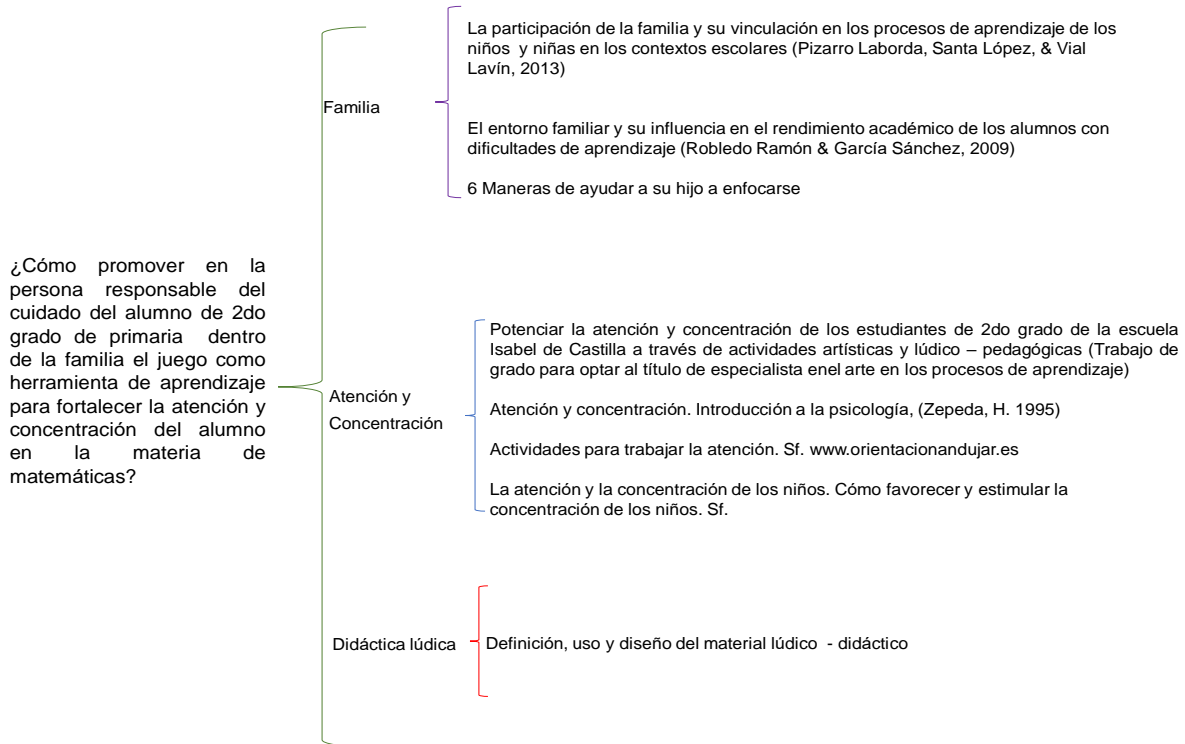 ¿Cómo promover en la
persona responsable del
cuidado del alumno de 2do
grado de primaria dentro
de la familia el juego como
herramienta de aprendizaje
para fortalecer la atención y
concentración del alumno
en la materia de
matemáticas?
Familia
La participación de la familia y su vinculación en los procesos de aprendizaje de los
niños y niñas en los contextos escolares (Pizarro Laborda, Santa López, & Vial
Lavín, 2013)
El entorno familiar y su influencia en el rendimiento académico de los alumnos con
dificultades de aprendizaje (Robledo Ramón & García Sánchez, 2009)
6 Maneras de ayudar a su hijo a enfocarse
Atención y
Concentración
Potenciar la atención y concentración de los estudiantes de 2do grado de la escuela
Isabel de Castilla a través de actividades artísticas y lúdico – pedagógicas (Trabajo de
grado para optar al título de especialista enel arte en los procesos de aprendizaje)
Atención y concentración. Introducción a la psicología, (Zepeda, H. 1995)
Actividades para trabajar la atención. Sf. www.orientacionandujar.es
La atención y la concentración de los niños. Cómo favorecer y estimular la
concentración de los niños. Sf.
Didáctica lúdica
Definición, uso y diseño del material lúdico - didáctico